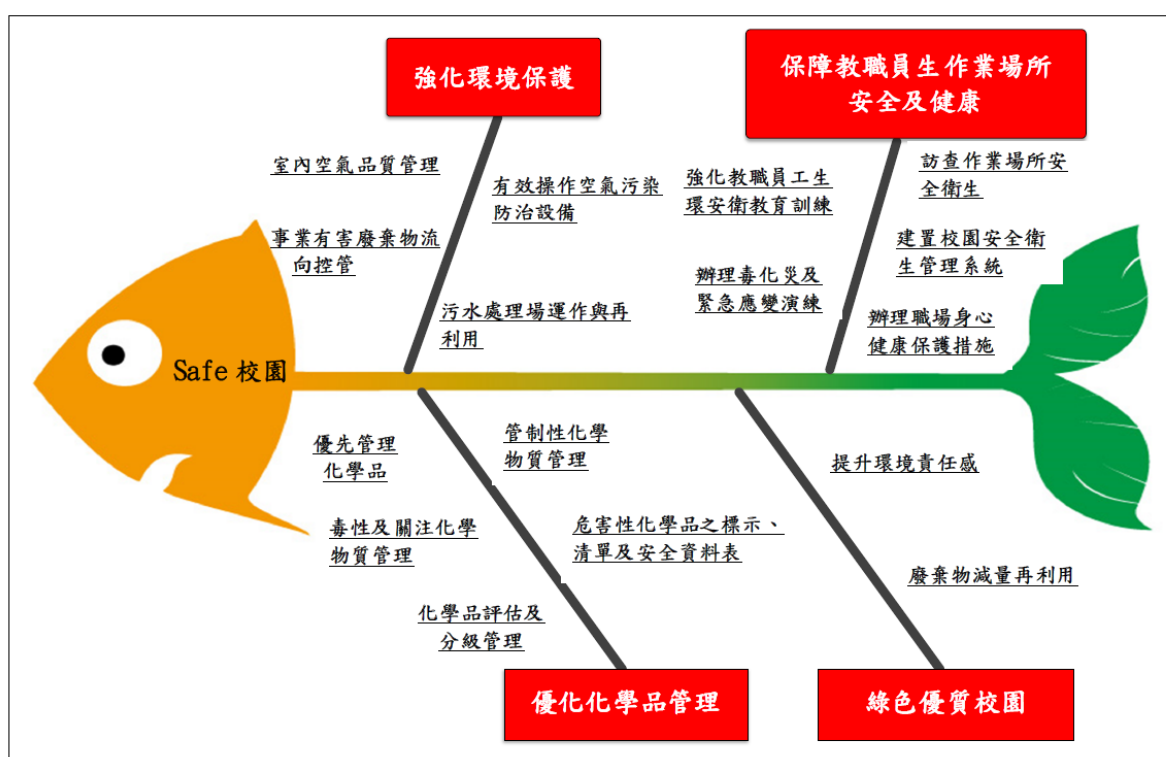 強化環境保護
保障教職員生作業場所
安全及健康
室內空氣品質管理
有效操作空氣污染
防治設備
事業有害廢棄物流
向控管
污水處理場運作與再
利用
強化教職員工生
環安衛教育訓練
訪查作業場所安
全衛生
建置校園安全衛
生管理系統
辦理毒化災及
緊急應變演練
辦理職場身心
健康保護措施
Safe 校園
優先管理
化學品
管制性化學
物質管理
毒性及關注化學
物質管理
危害性化學品之標示、
清單及安全資料表
化學品評估及
分級管理
提升環境責任感
廢棄物減量再利用
優化化學品管理
綠色優質校園